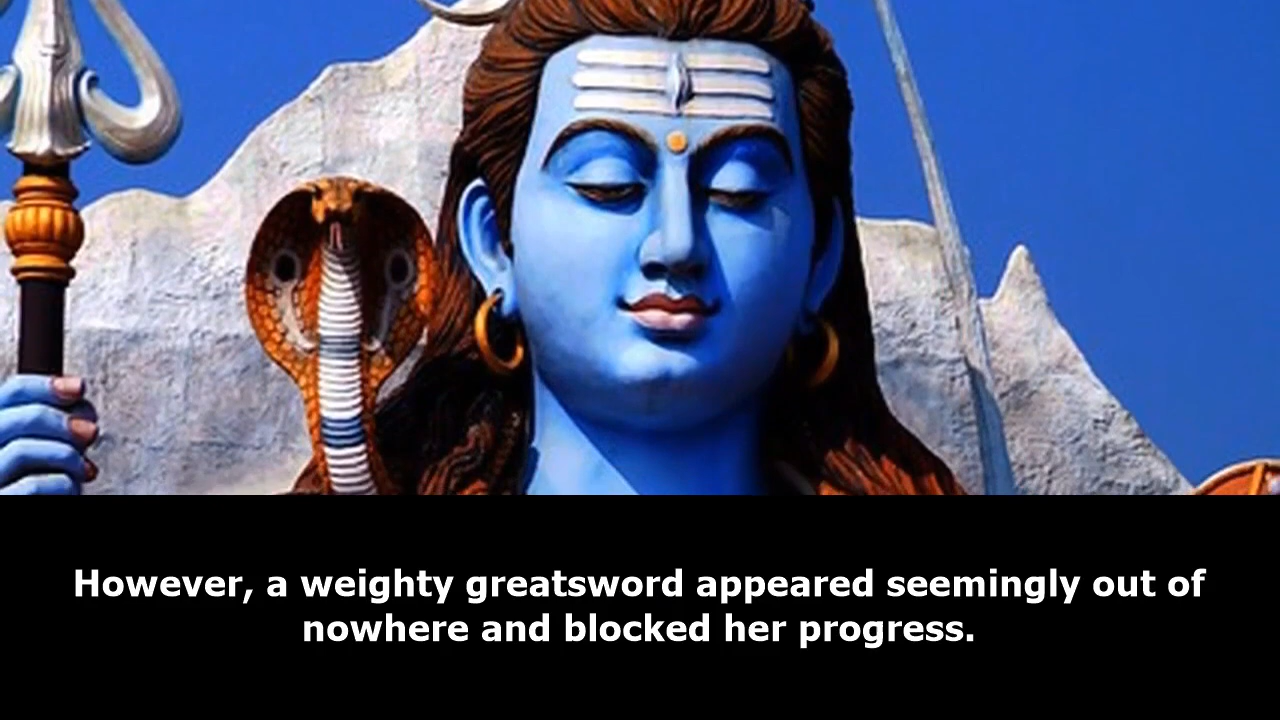 However, a weighty greatsword appeared seemingly out of
nowhere and blocked her progress.